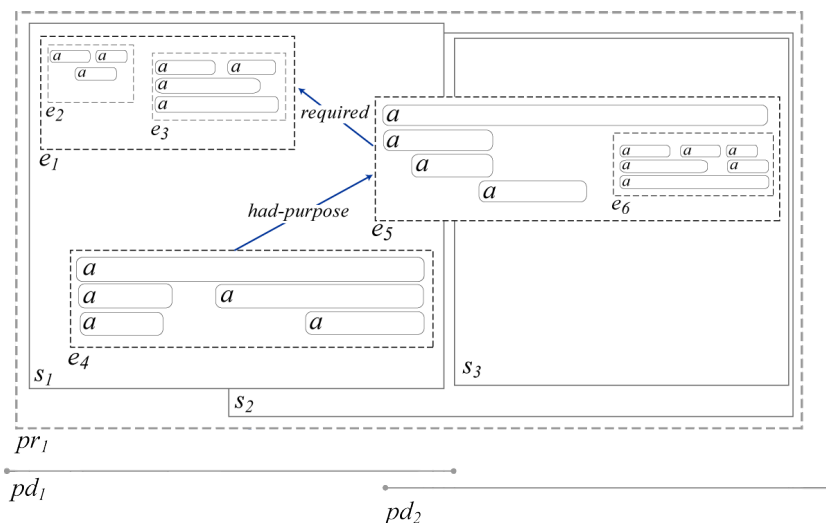 a a
a
e2
a a
a
a
e3
e1
required
a
a
a
a
a a a
a a
a
e6
e5
had-purpose
a
a a
a a
e4
s1
s2
s3
pr1
pd1
pd2